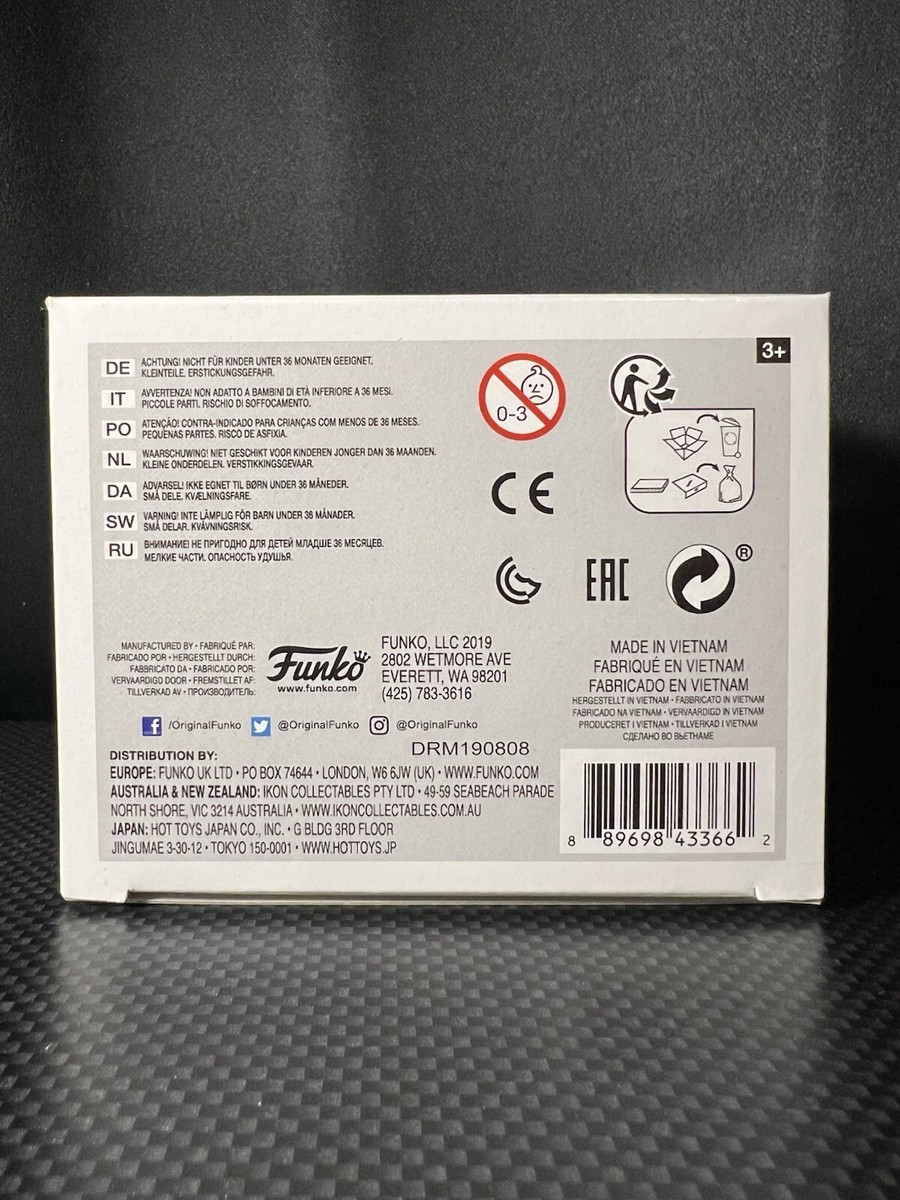 3+
DE ACHTUNG! NICHT FÜR KINDER UNTER 36 MONATEN GEEIGNET.
KLEINTEILE. ERSTICKUNGSGEFAHR.
IT AVVERTENZA! NON ADATTO A BAMBINI DI ETÀ INFERIORE A 36 MESI.
PICCOLE PARTI. RISCHIO DI SOFFOCAMENTO.
PO ATENÇÃO! CONTRA-INDICADO PARA CRIANÇAS COM MENOS DE 36 MESES.
PEQUENAS PARTES. RISCO DE ASFIXIA.
NL WAARSCHUWING! NIET GESCHIKT VOOR KINDEREN JONGER DAN 36 MAANDEN.
KLEINE ONDERDELEN. VERSTIKKINGSGEVAAR.
DA ADVARSEL! IKKE EGNET TIL BØRN UNDER 36 MÅNEDER.
SMÅ DELE. KVÆLNINGSFARE.
SW VARNING! INTE LÄMPLIG FÖR BARN UNDER 36 MÅNADER.
SMÅ DELAR. KVÄVNINGSRISK.
RU ВНИМАНИЕ! НЕ ПРИГОДНО ДЛЯ ДЕТЕЙ МЛАДШЕ 36 МЕСЯЦЕВ.
МЕЛКИЕ ЧАСТИ. ОПАСНОСТЬ УДУШЬЯ.
0-3
CE
EAC
®
MANUFACTURED BY • FABRIQUÉ PAR:
FABRICADO POR • HERGESTELLT DURCH:
FABBRICATO DA • FABRICADO POR:
VERVAARDIGD DOOR • FREMSTILLET AF:
TILLVERKAD AV • ПРОИЗВОДИТЕЛЬ:
Funko
www.funko.com
FUNKO, LLC 2019
2802 WETMORE AVE
EVERETT, WA 98201
(425) 783-3616
MADE IN VIETNAM
FABRIQUÉ EN VIETNAM
FABRICADO EN VIETNAM
HERGESTELLT IN VIETNAM • FABBRICATO IN VIETNAM
FABRICADO NA VIETNAM • VERVAARDIGD IN VIETNAM
PRODUCERET I VIETNAM • TILLVERKAD I VIETNAM
СДЕЛАНО ВО ВЬЕТНАМЕ
f /OriginalFunko @OriginalFunko @OriginalFunko
DRM190808
DISTRIBUTION BY:
EUROPE: FUNKO UK LTD • PO BOX 74644 • LONDON, W6 6JW (UK) • WWW.FUNKO.COM
AUSTRALIA & NEW ZEALAND: IKON COLLECTABLES PTY LTD • 49-59 SEABEACH PARADE
NORTH SHORE, VIC 3214 AUSTRALIA • WWW.IKONCOLLECTABLES.COM.AU
JAPAN: HOT TOYS JAPAN CO., INC. • G BLDG 3RD FLOOR
JINGUMAE 3-30-12 • TOKYO 150-0001 • WWW.HOTTOYS.JP
8 89698 43366 2